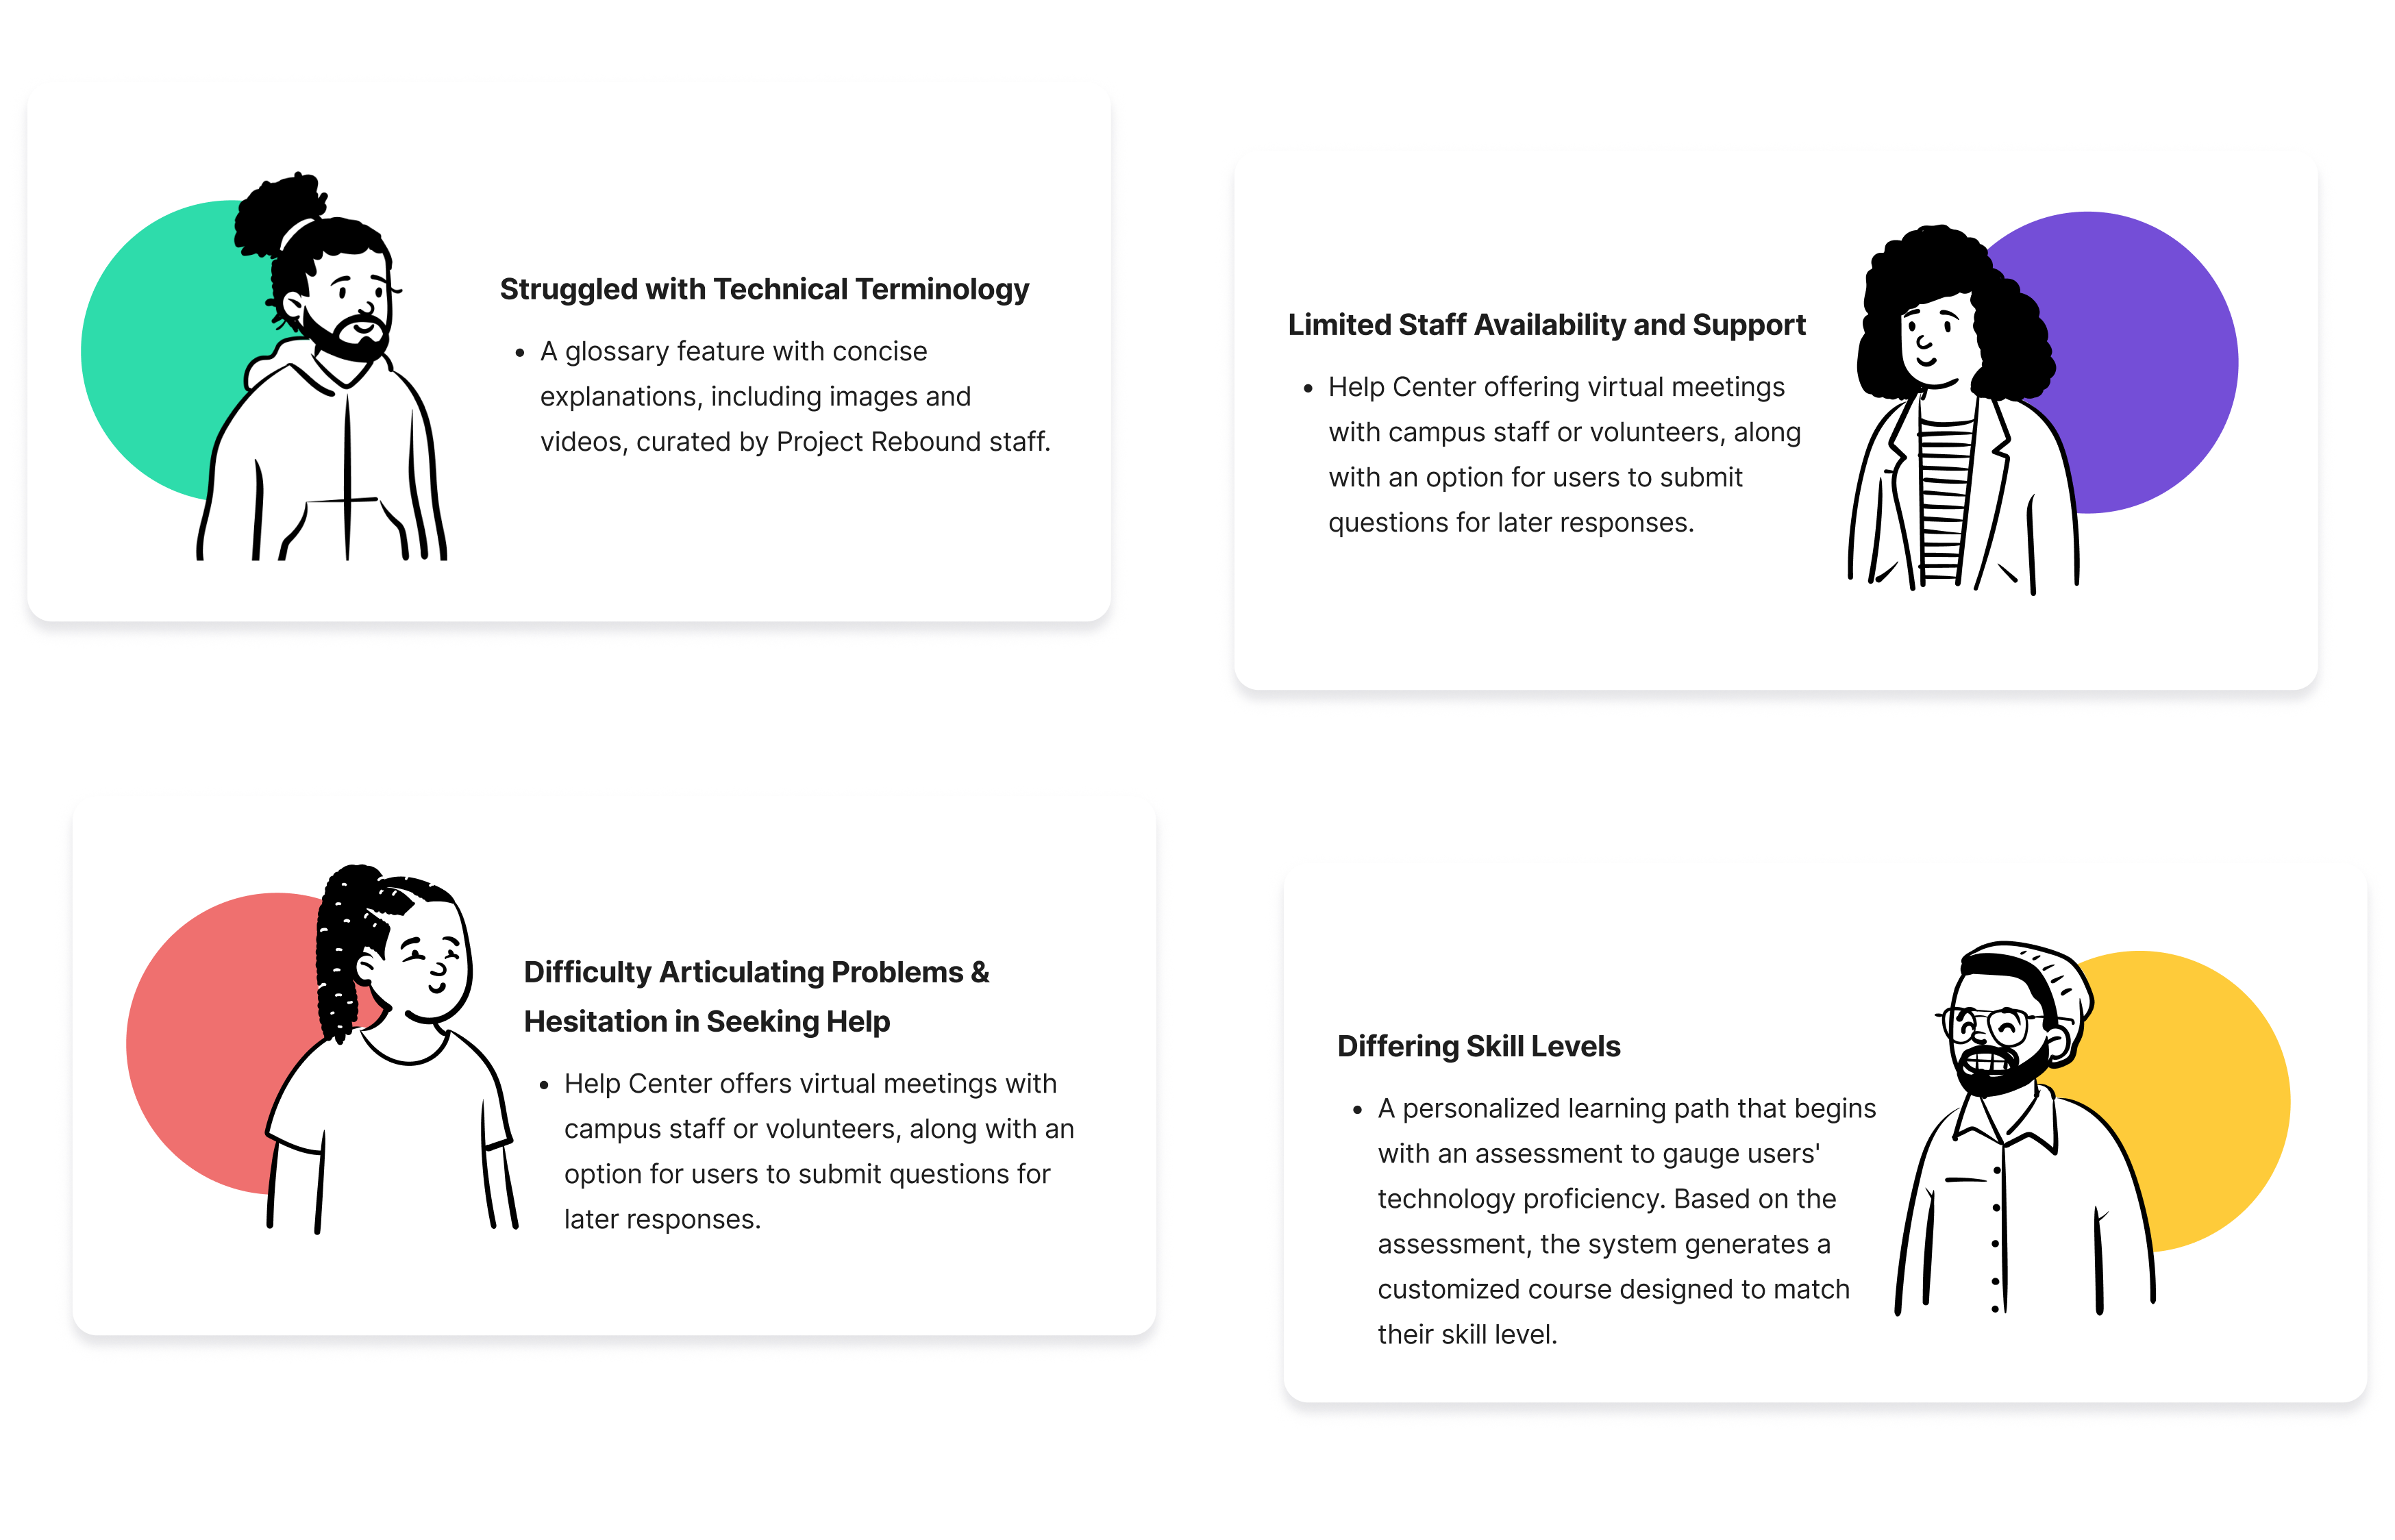 Struggled with Technical Terminology
• A glossary feature with concise
explanations, including images and
videos, curated by Project Rebound staff.
Limited Staff Availability and Support
• Help Center offering virtual meetings
with campus staff or volunteers, along
with an option for users to submit
questions for later responses.
Difficulty Articulating Problems &
Hesitation in Seeking Help
• Help Center offers virtual meetings with
campus staff or volunteers, along with an
option for users to submit questions for
later responses.
Differing Skill Levels
• A personalized learning path that begins
with an assessment to gauge users'
technology proficiency. Based on the
assessment, the system generates a
customized course designed to match
their skill level.